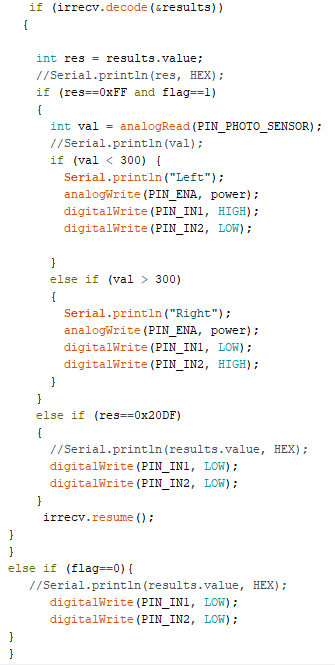 if (irrecv.decode(&results))
{
int res = results.value;
//Serial.println(res, HEX);
if (res==0xFF and flag==1)
{
int val = analogRead(PIN_PHOTO_SENSOR);
//Serial.println(val);
if (val < 300) {
Serial.println("Left");
analogWrite(PIN_ENA, power);
digitalWrite(PIN_IN1, HIGH);
digitalWrite(PIN_IN2, LOW);
}
else if (val > 300)
{
Serial.println("Right");
analogWrite(PIN_ENA, power);
digitalWrite(PIN_IN1, LOW);
digitalWrite(PIN_IN2, HIGH);
}
}
else if (res==0x20DF)
{
//Serial.println(results.value, HEX);
digitalWrite(PIN_IN1, LOW);
digitalWrite(PIN_IN2, LOW);
}
irrecv.resume();
}
}
else if (flag==0){
//Serial.println(results.value, HEX);
digitalWrite(PIN_IN1, LOW);
digitalWrite(PIN_IN2, LOW);
}
}